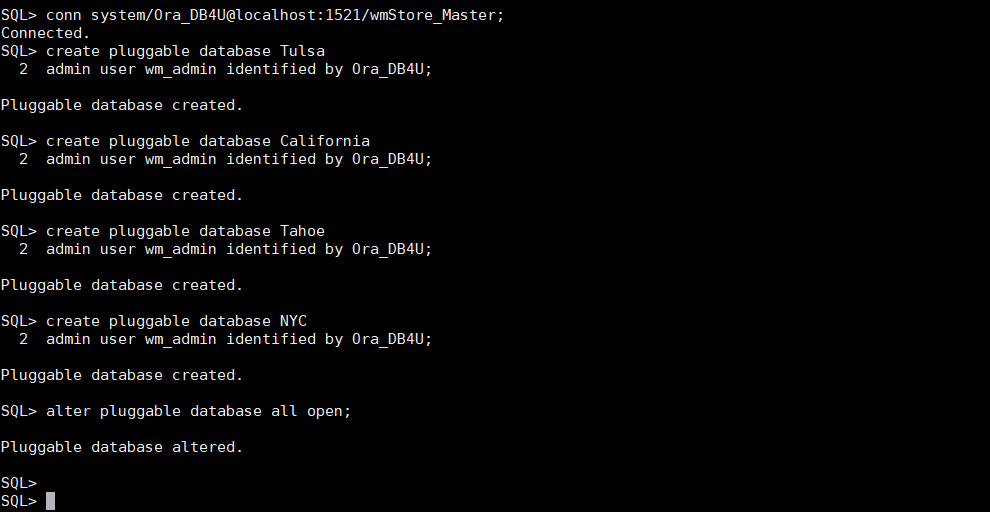 SQL> conn system/Ora_DB4U@localhost:1521/wmStore_Master;
Connected.
SQL> create pluggable database Tulsa
  2  admin user wm_admin identified by Ora_DB4U;
Pluggable database created.
SQL> create pluggable database California
  2  admin user wm_admin identified by Ora_DB4U;
Pluggable database created.
SQL> create pluggable database Tahoe
  2  admin user wm_admin identified by Ora_DB4U;
Pluggable database created.
SQL> create pluggable database NYC
  2  admin user wm_admin identified by Ora_DB4U;
Pluggable database created.
SQL> alter pluggable database all open;
Pluggable database altered.
SQL>
SQL>